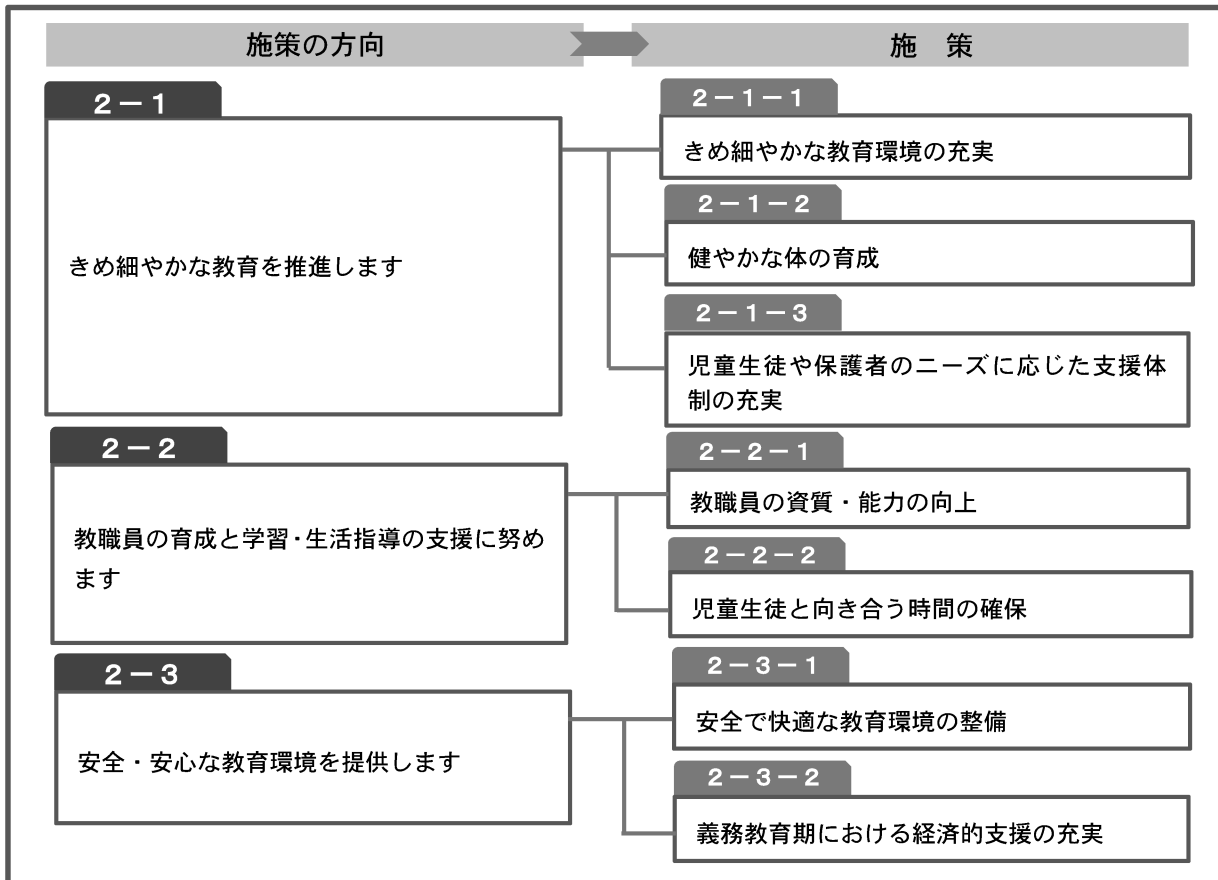 施策の方向
施　策
２－１
きめ細やかな教育を推進します
２－１－１
きめ細やかな教育環境の充実
２－１－２
健やかな体の育成
２－１－３
児童生徒や保護者のニーズに応じた支援体
制の充実
２－２
教職員の育成と学習・生活指導の支援に努め
ます
２－２－１
教職員の資質・能力の向上
２－２－２
児童生徒と向き合う時間の確保
２－３
安全・安心な教育環境を提供します
２－３－１
安全で快適な教育環境の整備
２－３－２
義務教育期における経済的支援の充実